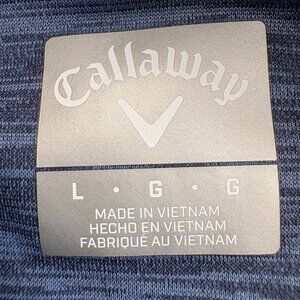 Callaway®
L · G · G
MADE IN VIETNAM
HECHO EN VIETNAM
FABRIQUÉ AU VIETNAM